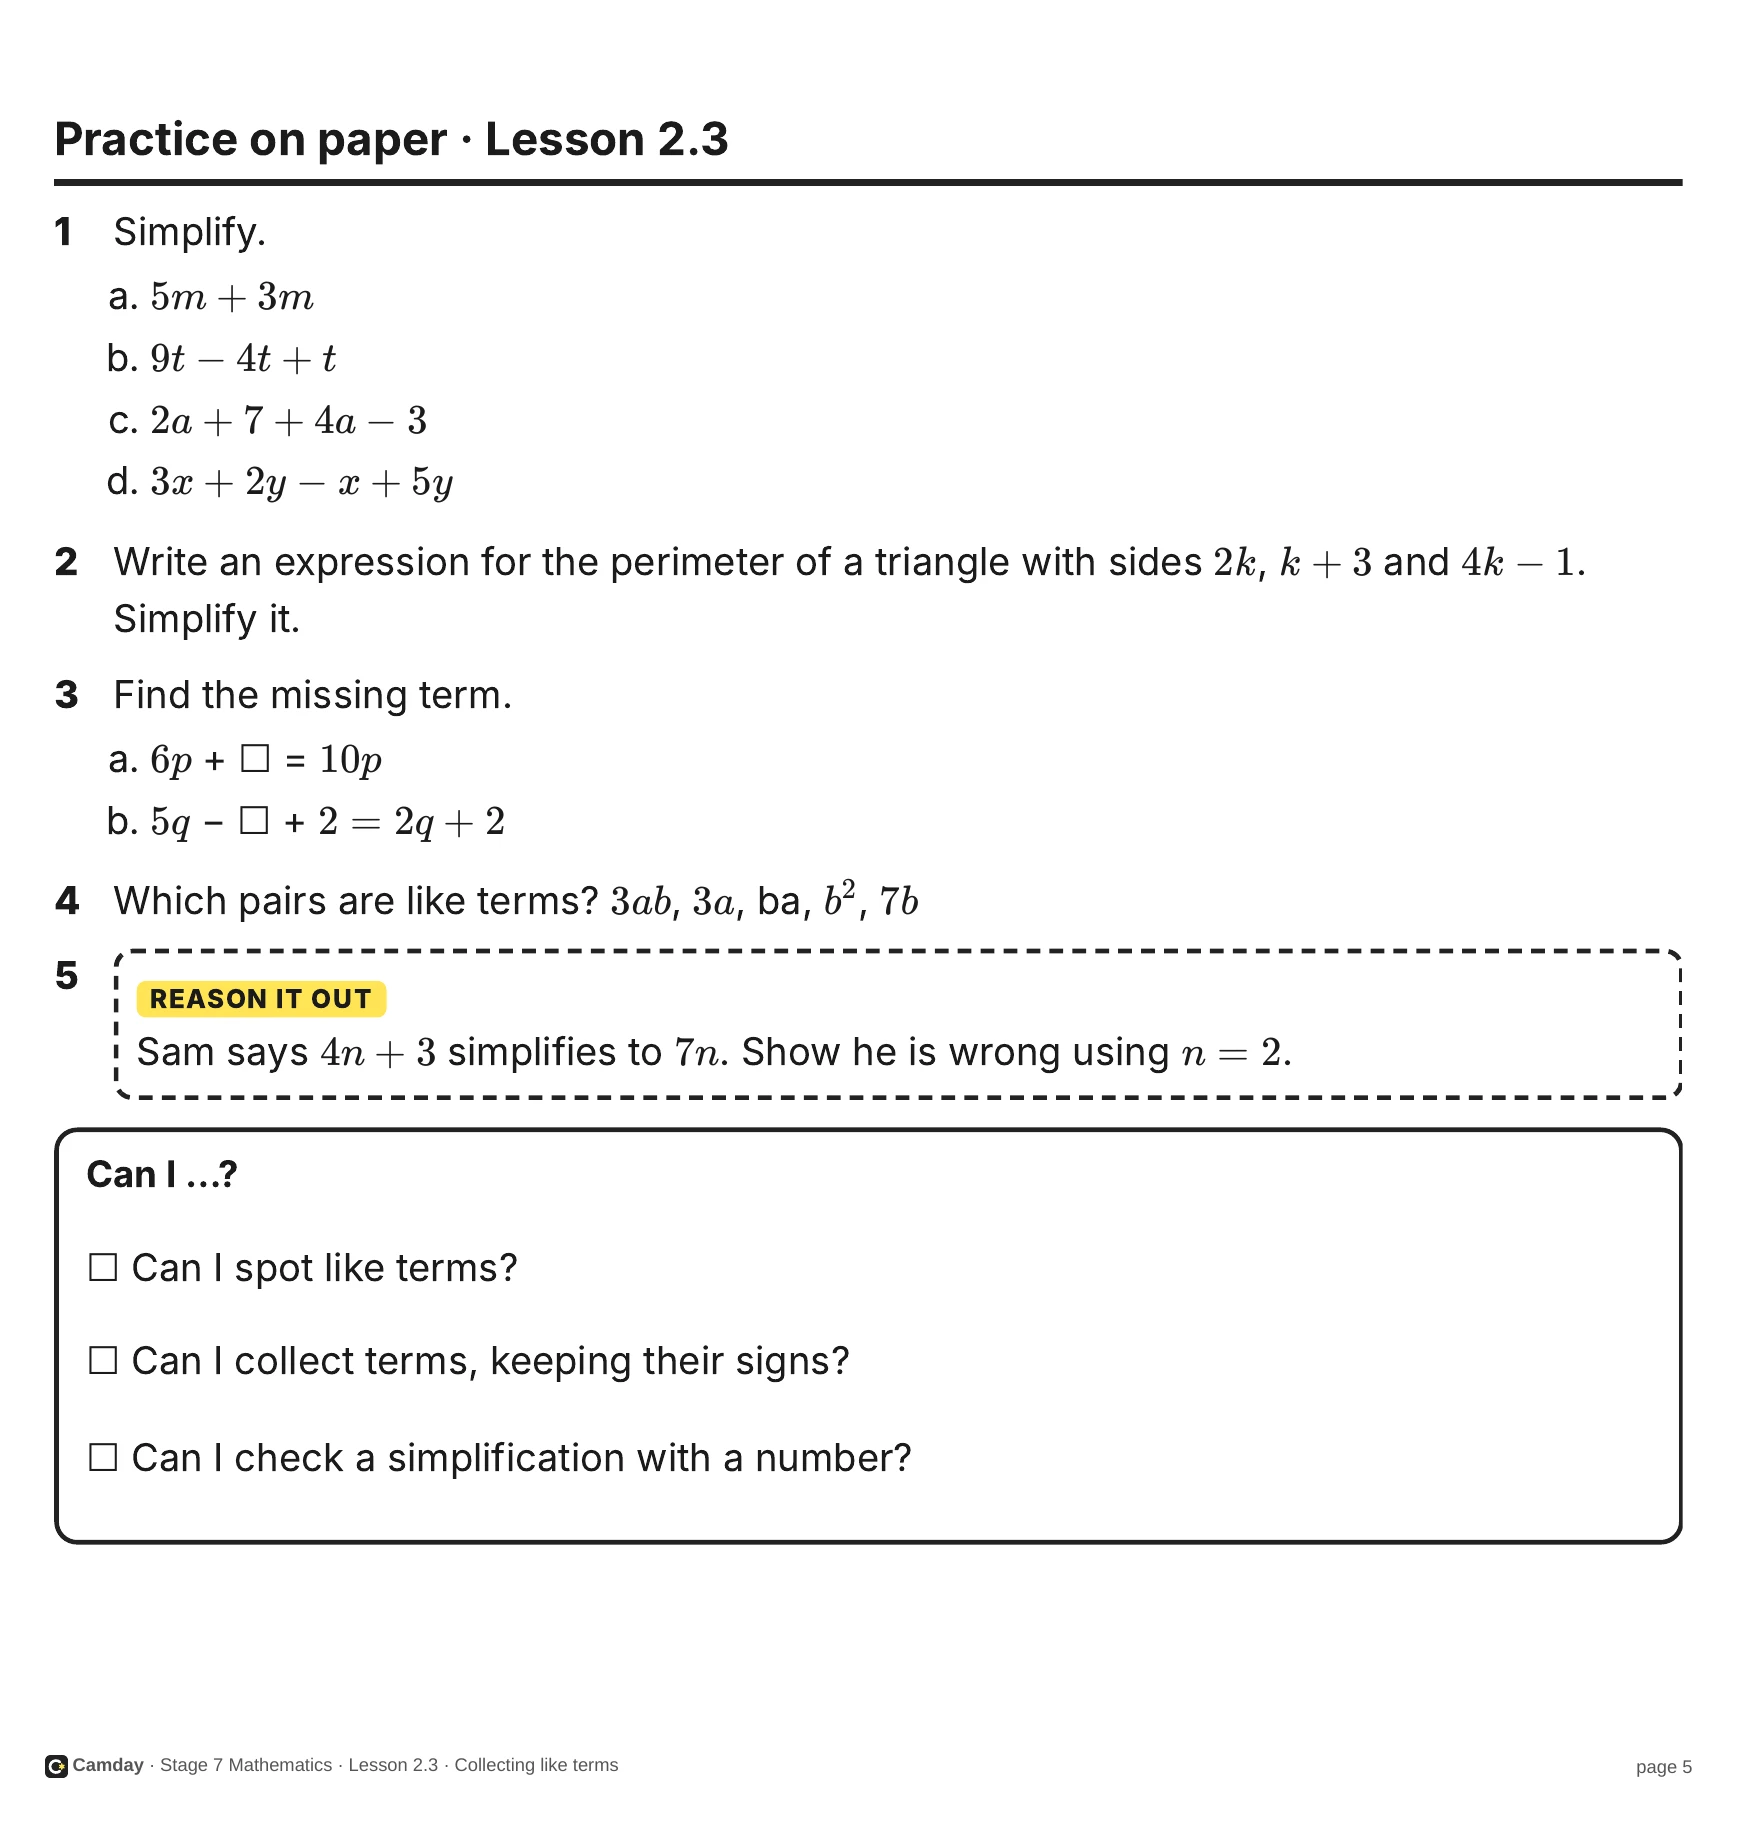 Practice on paper · Lesson 2.3
1 Simplify.
a. 5m + 3m
b. 9t − 4t + t
c. 2a + 7 + 4a − 3
d. 3x + 2y − x + 5y
2 Write an expression for the perimeter of a triangle with sides 2k, k + 3 and 4k − 1.
Simplify it.
3 Find the missing term.
a. 6p + □ = 10p
b. 5q − □ + 2 = 2q + 2
4 Which pairs are like terms? 3ab, 3a, ba, b², 7b
5
REASON IT OUT
Sam says 4n + 3 simplifies to 7n. Show he is wrong using n = 2.
Can I ...?
☐ Can I spot like terms?
☐ Can I collect terms, keeping their signs?
☐ Can I check a simplification with a number?
Camday · Stage 7 Mathematics · Lesson 2.3 · Collecting like terms
page 5